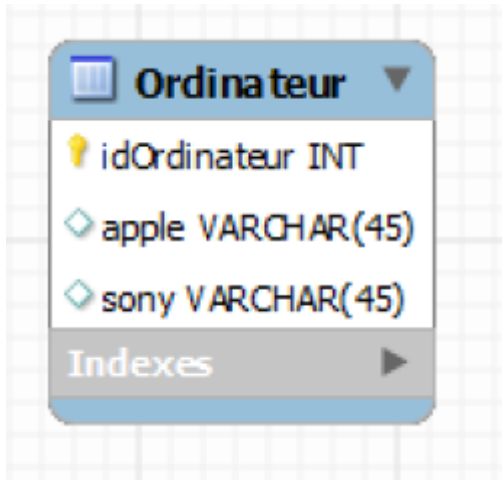 Ordinateur
idOrdinateur INT
apple VARCHAR(45)
sony VARCHAR(45)
Indexes